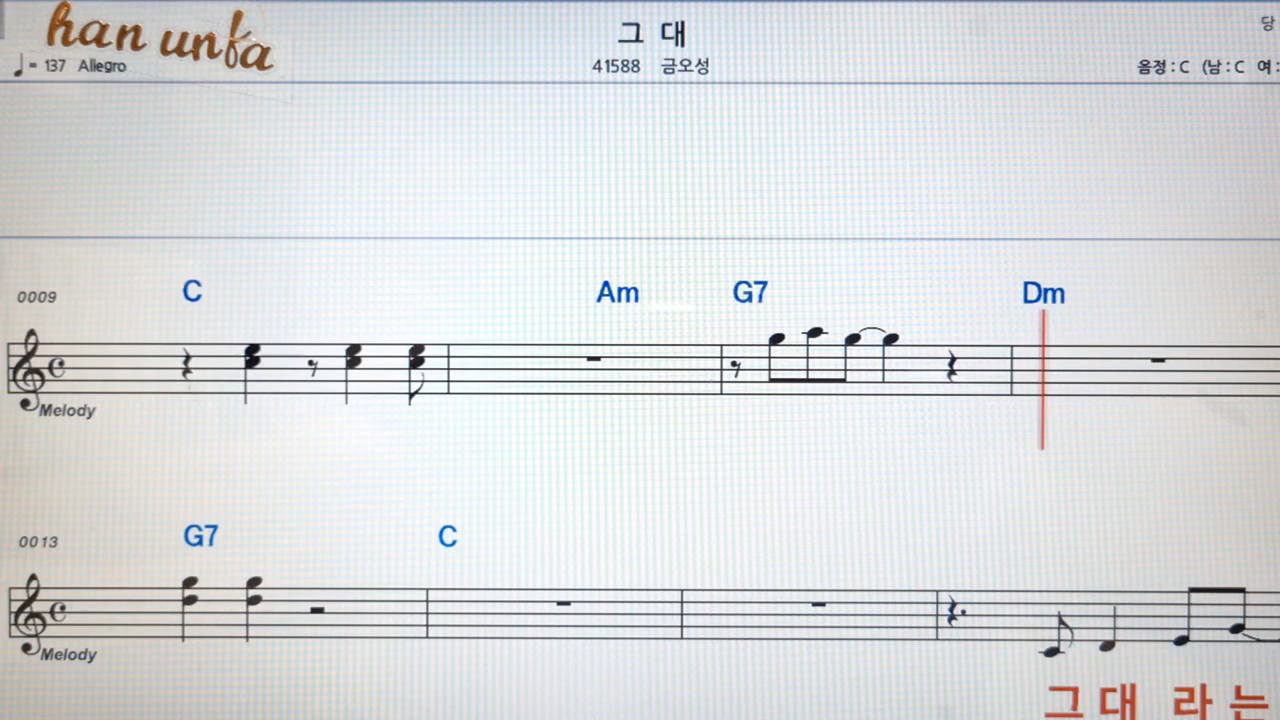 han unfa
그 대
당
♩= 137 Allegro
41588 금오성
음정 : C (남 : C 여 :
0009
C Am G7 Dm
Melody
0013
G7 C
Melody
그 대 라 는